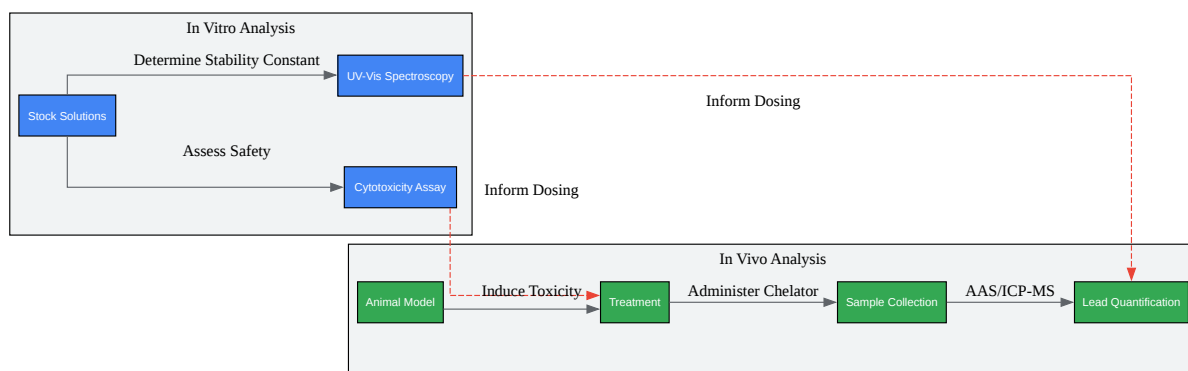 In Vitro Analysis
Determine Stability Constant
UV-Vis Spectroscopy
Inform Dosing
Stock Solutions
Assess Safety
Cytotoxicity Assay
Inform Dosing
In Vivo Analysis
Animal Model
Induce Toxicity
Treatment
Administer Chelator
Sample Collection
AAS/ICP-MS
Lead Quantification